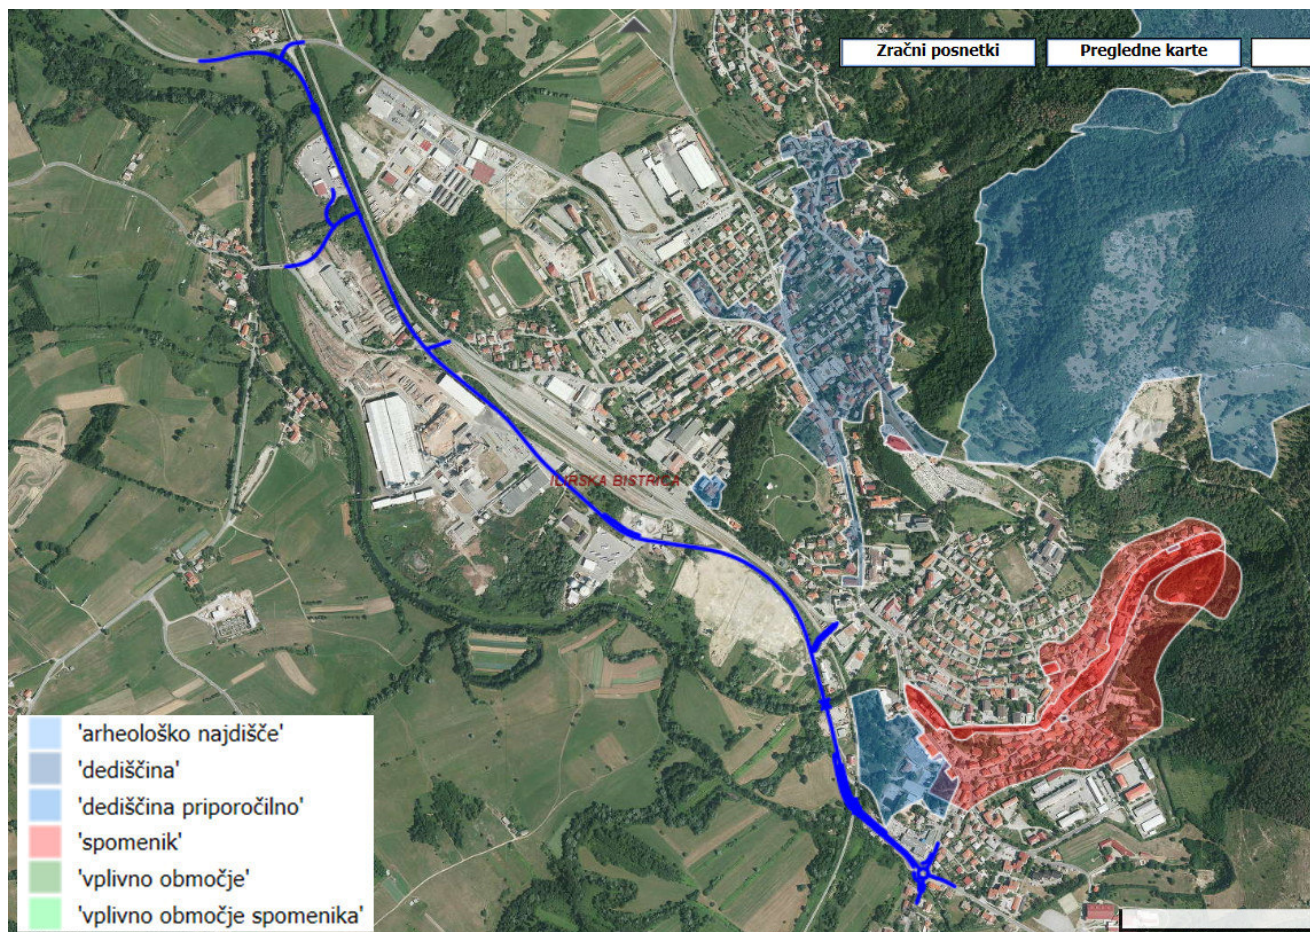 Zračni posnetki
Pregledne karte
ILIRSKA BISTRICA
'arheološko najdišče'
'dediščina'
'dediščina priporočilno'
'spomenik'
'vplivno območje'
'vplivno območje spomenika'